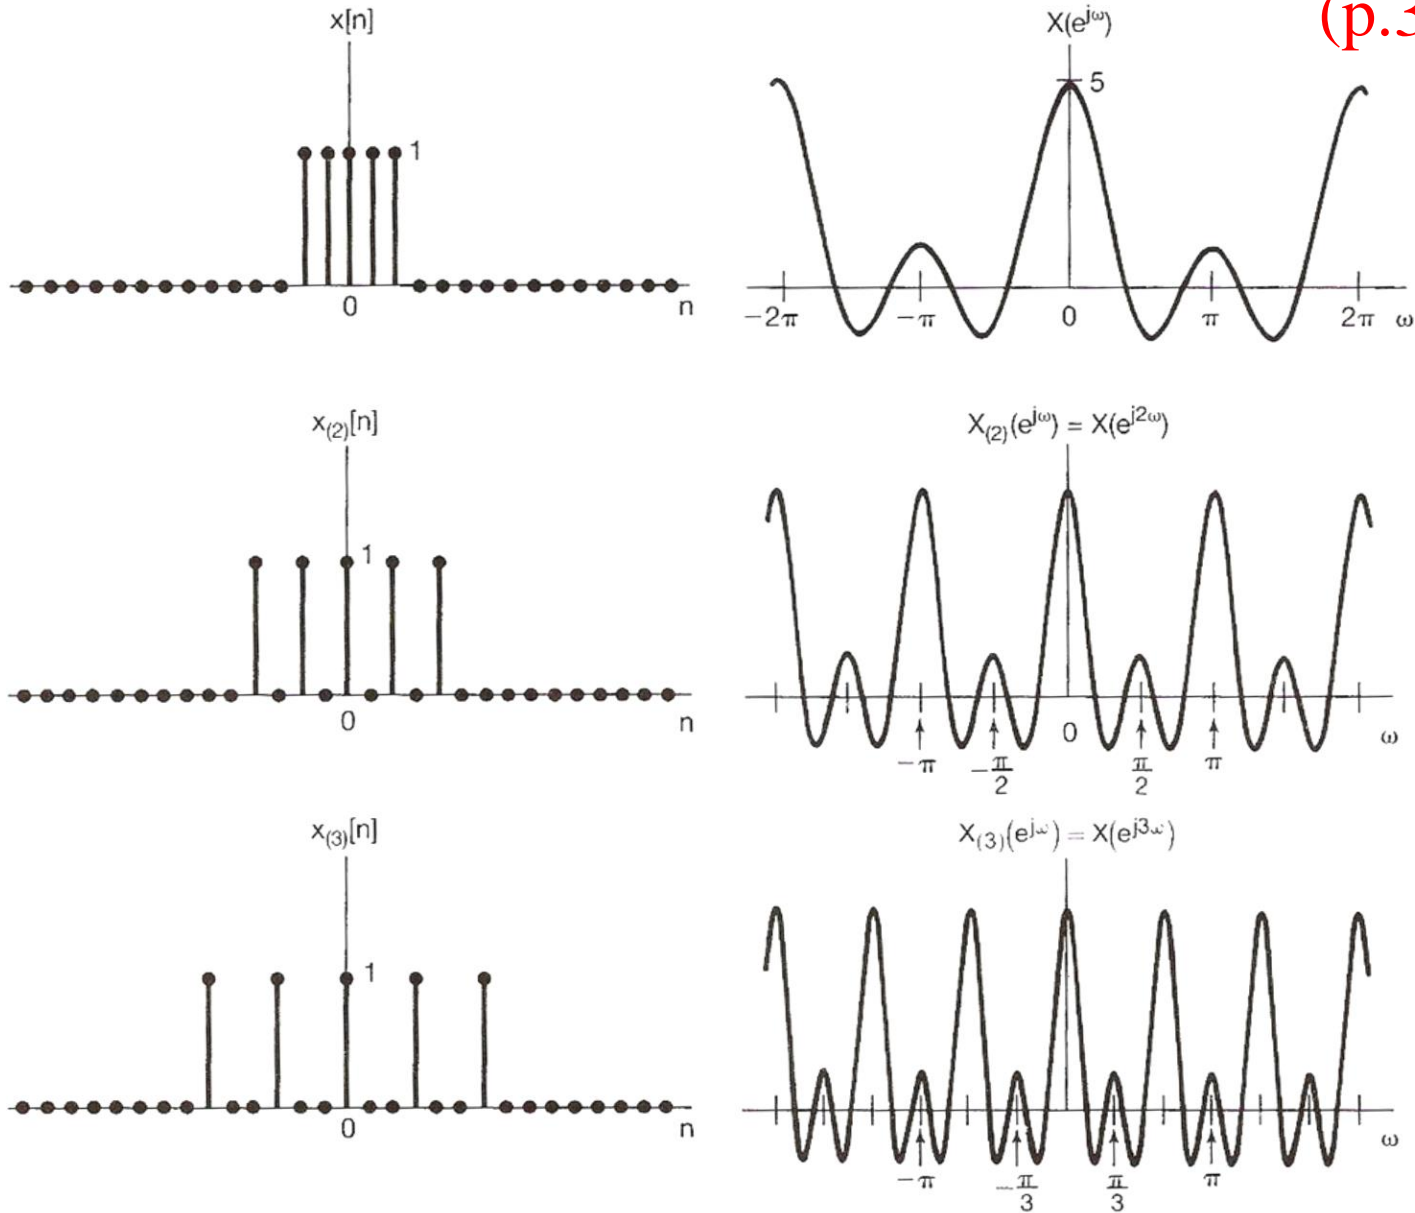 x[n]
X(e^{jω})
(p.3
1
5
0
n
−2π
−π
0
π
2π
ω
x_{(2)}[n]
X_{(2)}(e^{jω}) = X(e^{j2ω})
1
0
n
−π
−π/2
0
π/2
π
ω
x_{(3)}[n]
X_{(3)}(e^{jω}) = X(e^{j3ω})
1
0
n
−π
−π/3
π/3
π
ω